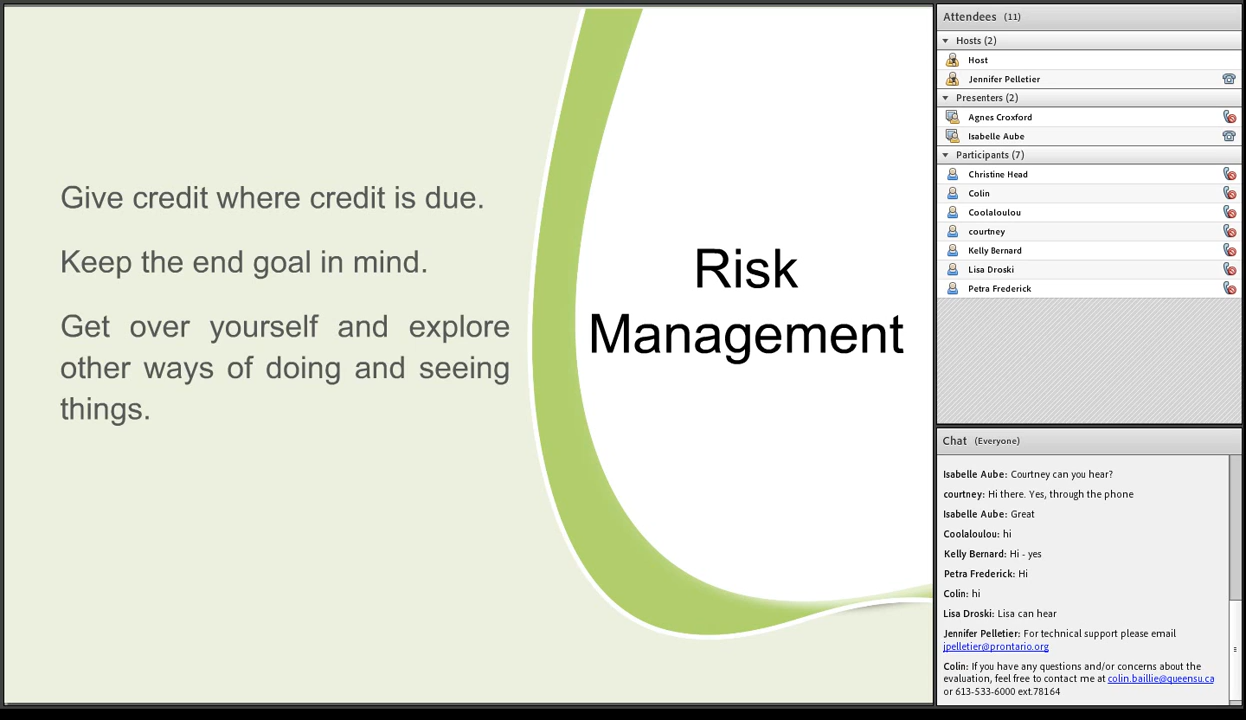 Give credit where credit is due.
Keep the end goal in mind.
Get over yourself and explore
other ways of doing and seeing
things.
Risk
Management
Attendees (11)
Hosts (2)
Host
Jennifer Pelletier
Presenters (2)
Agnes Croxford
Isabelle Aube
Participants (7)
Christine Head
Colin
Coolaloulou
courtney
Kelly Bernard
Lisa Droski
Petra Frederick
Chat (Everyone)
Isabelle Aube: Courtney can you hear?
courtney: Hi there. Yes, through the phone
Isabelle Aube: Great
Coolaloulou: hi
Kelly Bernard: Hi - yes
Petra Frederick: Hi
Colin: hi
Lisa Droski: Lisa can hear
Jennifer Pelletier: For technical support please email
jpelletier@prontario.org
Colin: If you have any questions and/or concerns about the
evaluation, feel free to contact me at colin.baillie@queensu.ca
or 613-533-6000 ext.78164